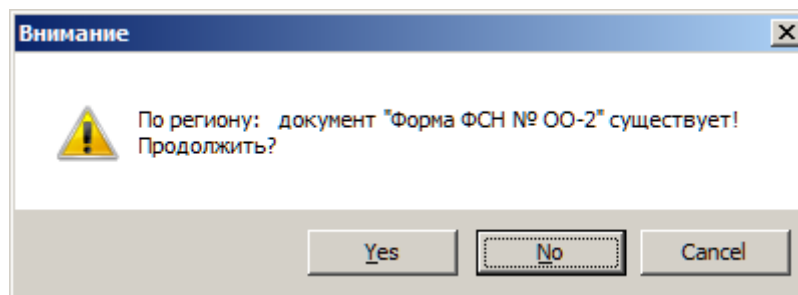 Внимание
По региону: документ "Форма ФСН № ОО-2" существует!
Продолжить?
Yes
No
Cancel